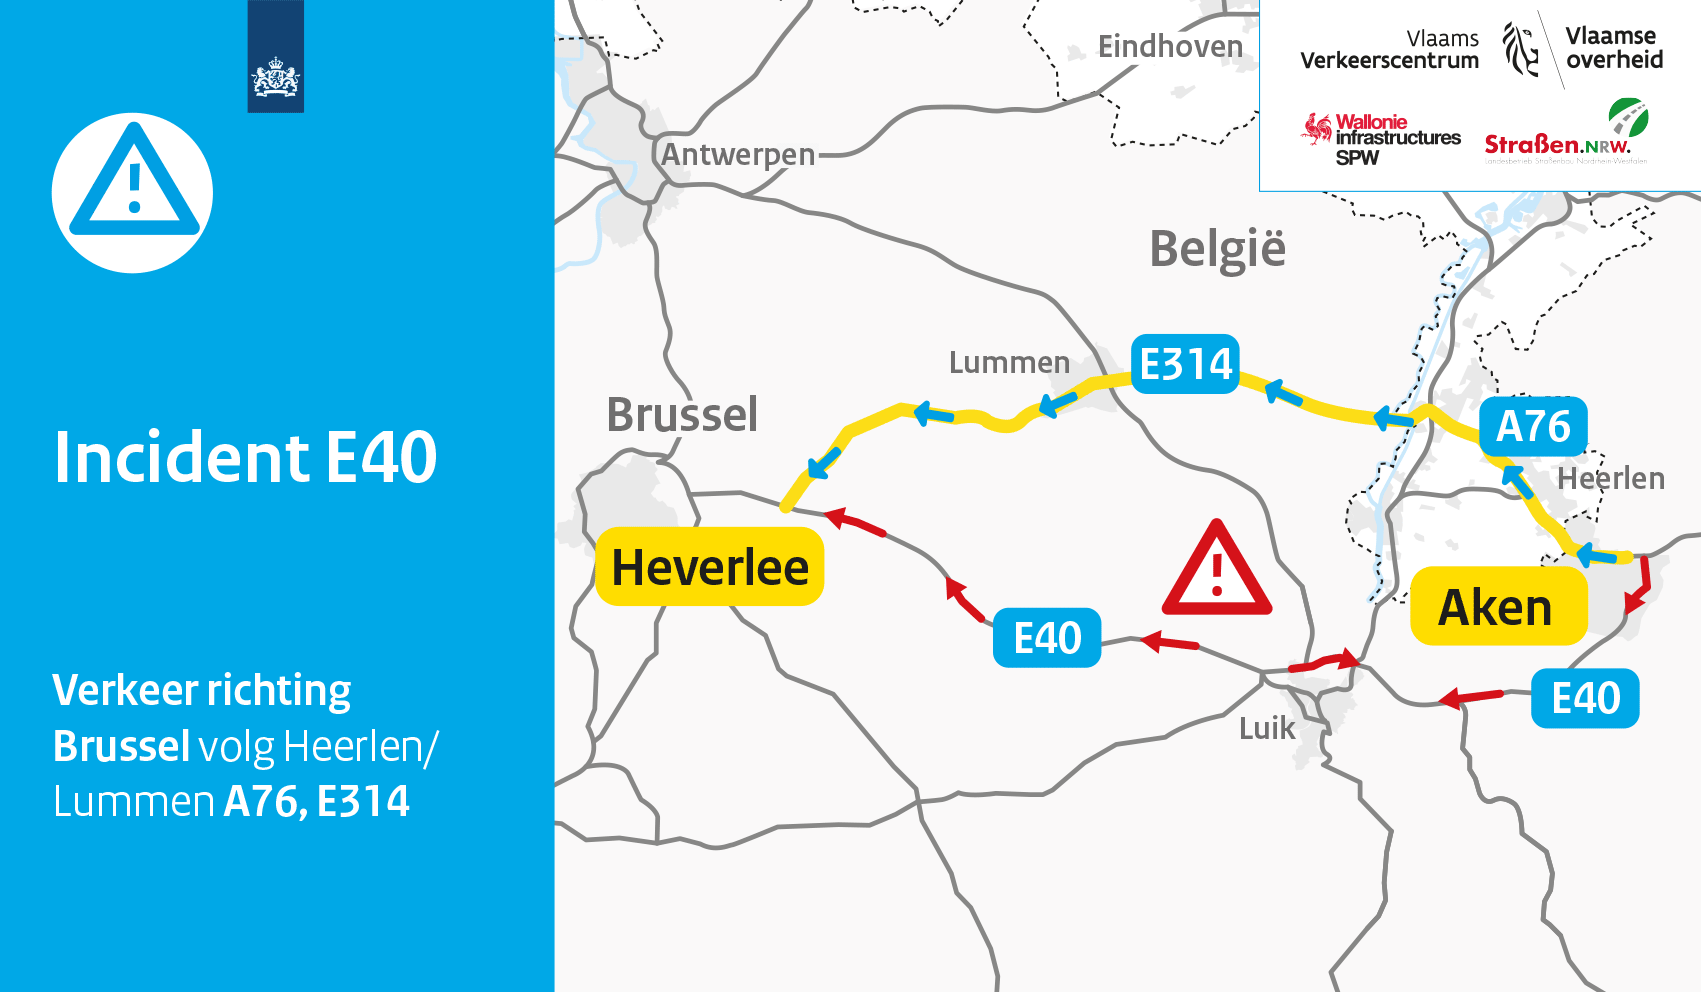 Incident E40
Verkeer richting
Brussel volg Heerlen/
Lummen A76, E314
Vlaams
Verkeerscentrum
Vlaamse
overheid
Wallonie
infrastructures
SPW
Straßen.NRW.
Landesbetrieb Straßenbau Nordrhein-Westfalen
Eindhoven
Antwerpen
België
Lummen
E314
Brussel
A76
Heerlen
Heverlee
Aken
E40
E40
Luik